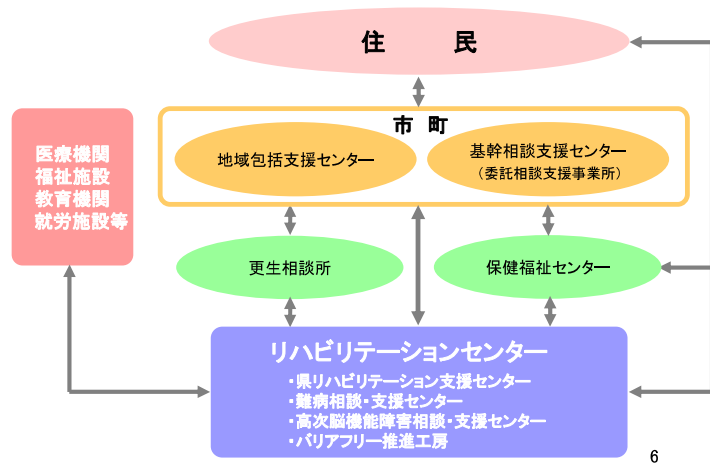 住　民
市　町
地域包括支援センター
基幹相談支援センター
（委託相談支援事業所）
医療機関
福祉施設
教育機関
就労施設等
更生相談所
保健福祉センター
リハビリテーションセンター
・県リハビリテーション支援センター
・難病相談・支援センター
・高次脳機能障害相談・支援センター
・バリアフリー推進工房
6